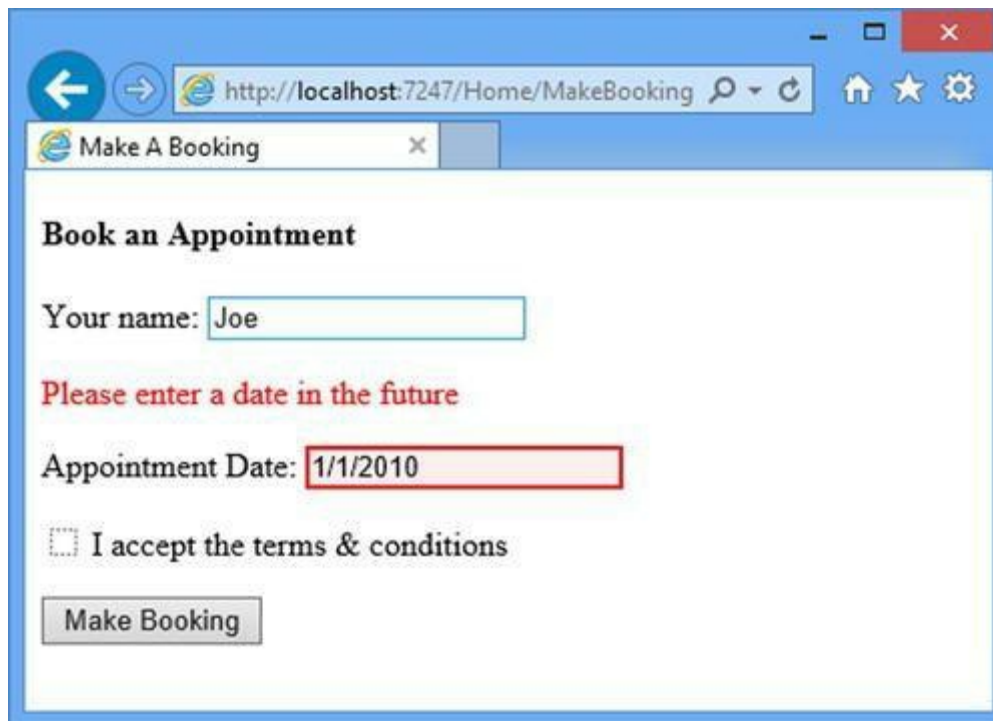 http://localhost:7247/Home/MakeBooking
Make A Booking
Book an Appointment
Your name: Joe
Please enter a date in the future
Appointment Date: 1/1/2010
I accept the terms & conditions
Make Booking